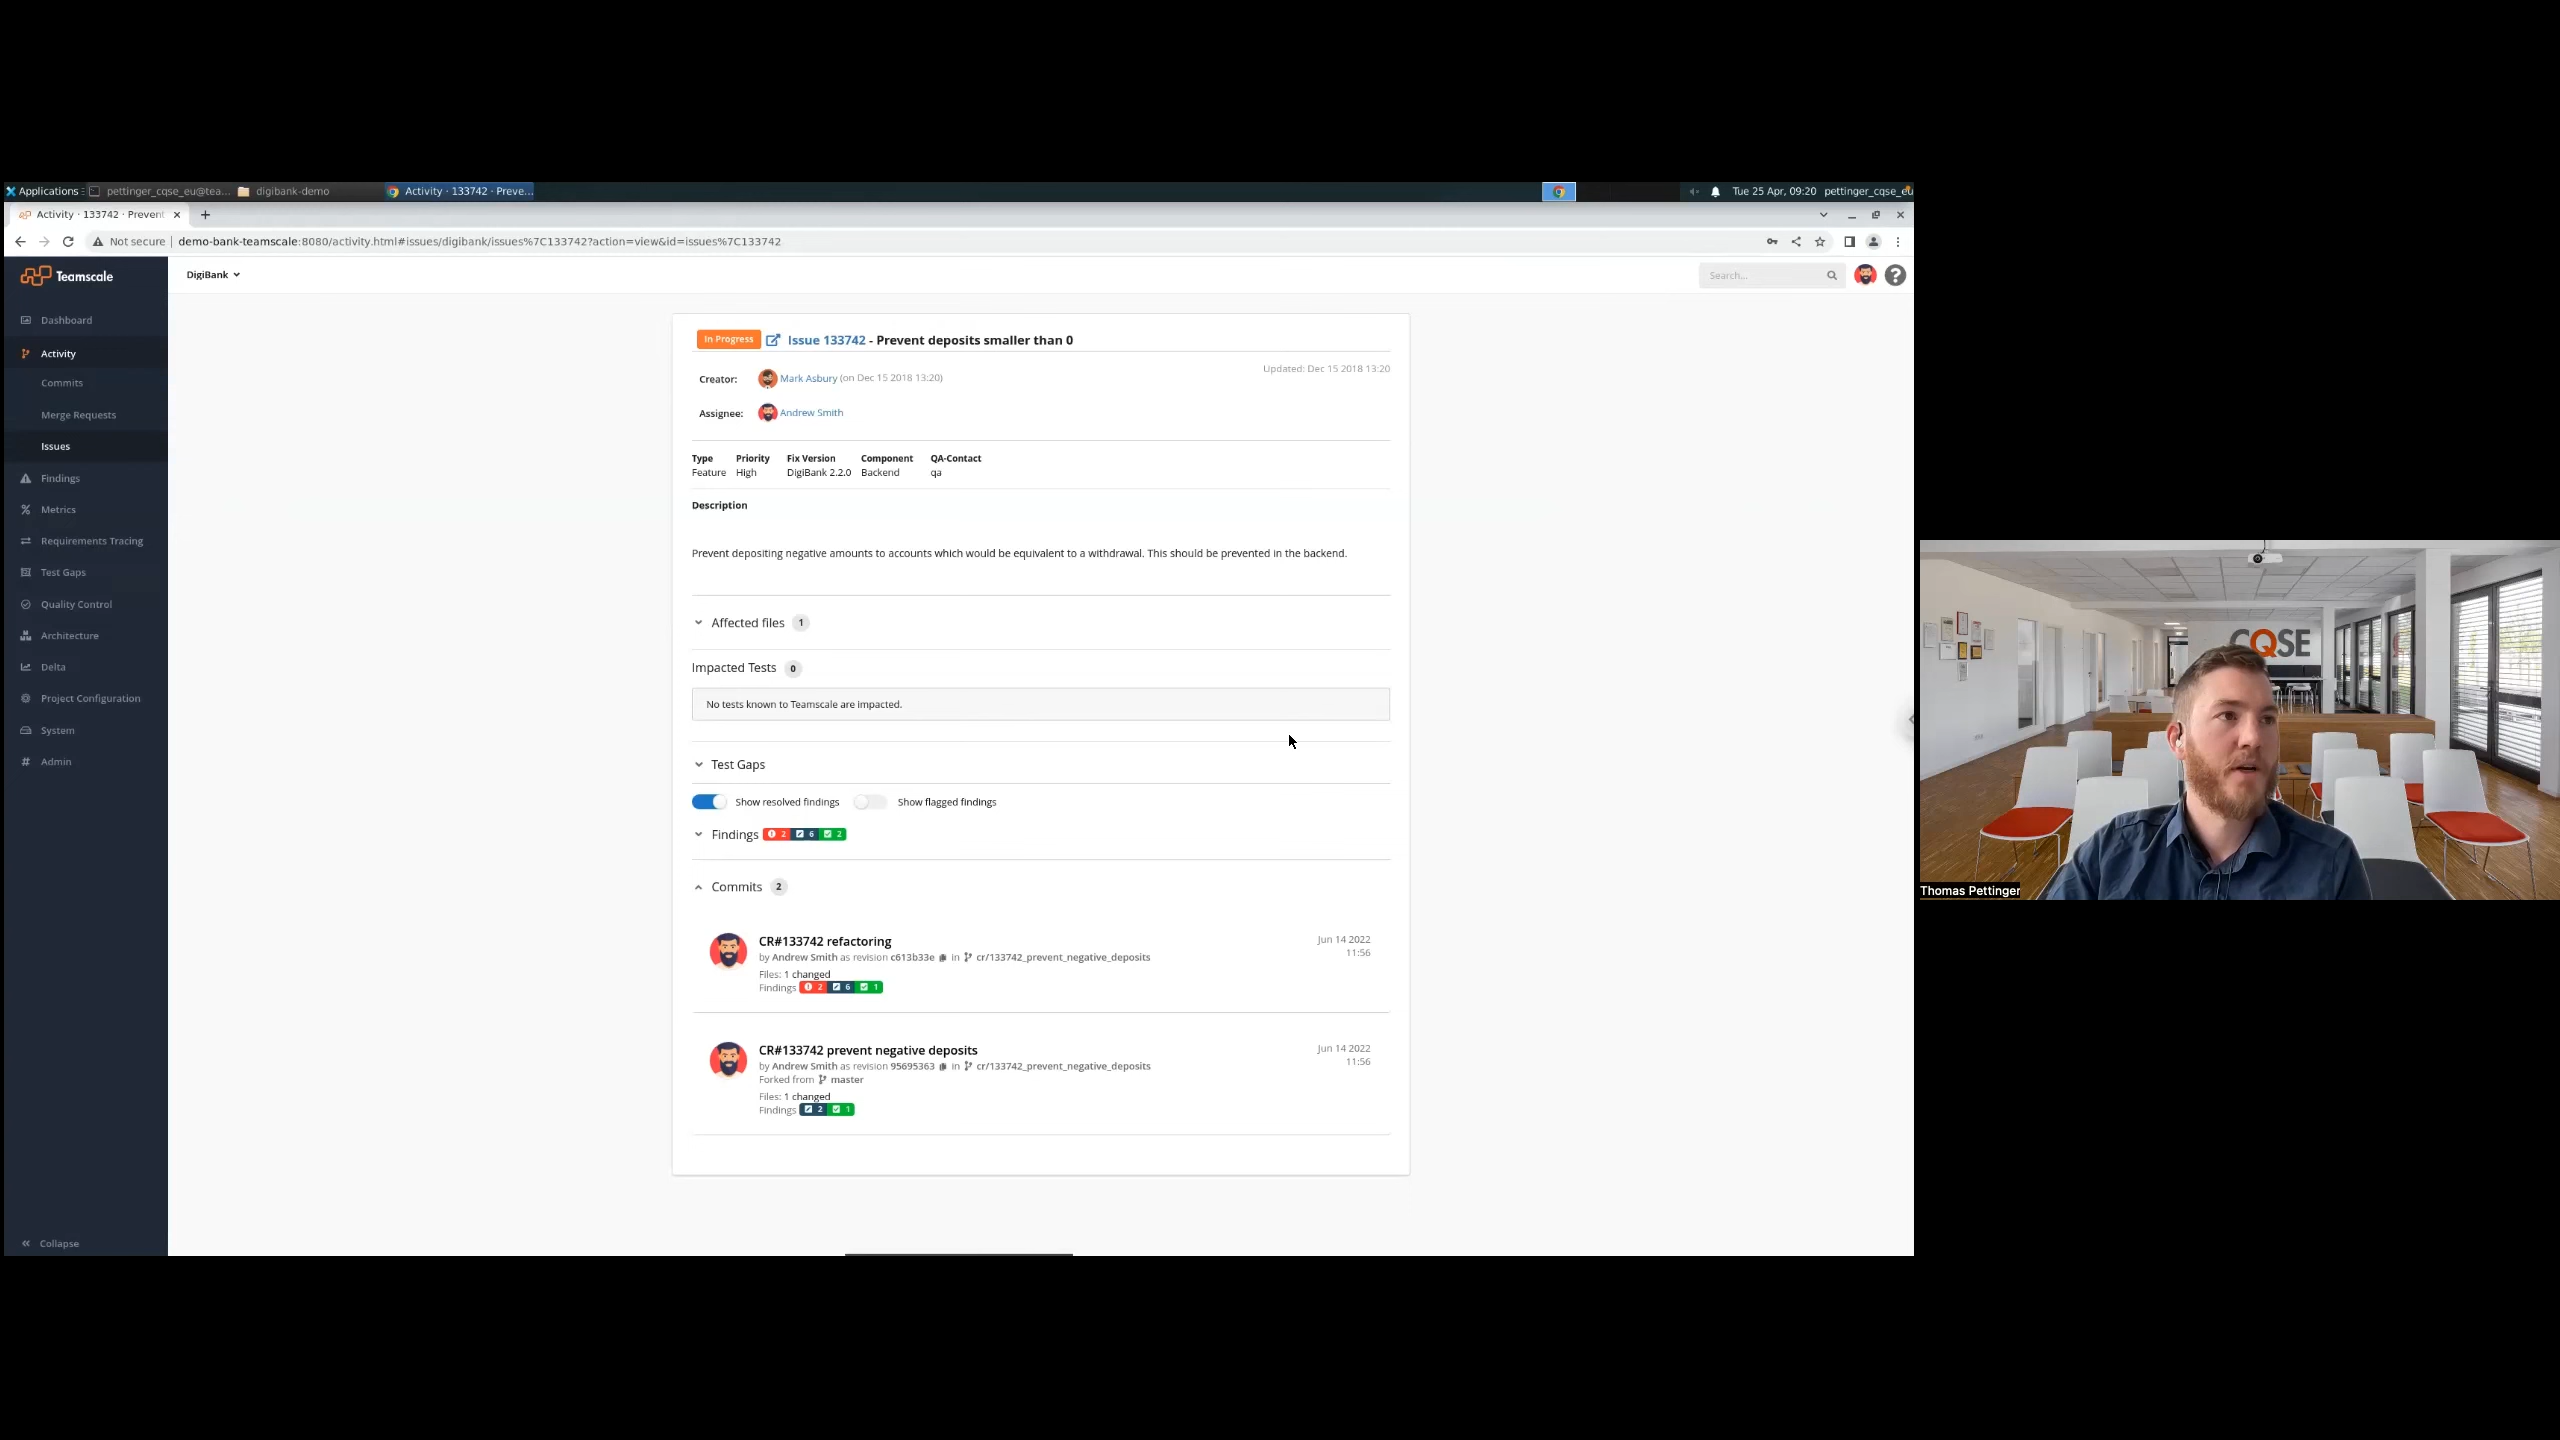 Applications
pettinger_cqse_eu@tea...
digibank-demo
Activity · 133742 · Preve...
Tue 25 Apr, 09:20
pettinger_cqse_eu
Activity · 133742 · Prevent
Not secure
demo-bank-teamscale:8080/activity.html#issues/digibank/issues%7C133742?action=view&id=issues%7C133742
Teamscale
DigiBank
Search...
Dashboard
Activity
Commits
Merge Requests
Issues
Findings
Metrics
Requirements Tracing
Test Gaps
Quality Control
Architecture
Delta
Project Configuration
System
Admin
Collapse
In Progress
Issue 133742 - Prevent deposits smaller than 0
Creator: Mark Asbury (on Dec 15 2018 13:20)
Updated: Dec 15 2018 13:20
Assignee: Andrew Smith
Type Priority Fix Version Component QA-Contact
Feature High DigiBank 2.2.0 Backend qa
Description
Prevent depositing negative amounts to accounts which would be equivalent to a withdrawal. This should be prevented in the backend.
Affected files 1
Impacted Tests 0
No tests known to Teamscale are impacted.
Test Gaps
Show resolved findings Show flagged findings
Findings 2 6 2
Commits 2
CR#133742 refactoring
by Andrew Smith as revision c613b33e in cr/133742_prevent_negative_deposits
Files: 1 changed
Findings 2 6 1
Jun 14 2022
11:56
CR#133742 prevent negative deposits
by Andrew Smith as revision 95695363 in cr/133742_prevent_negative_deposits
Forked from master
Files: 1 changed
Findings 2 1
Jun 14 2022
11:56
CQSE
Thomas Pettinger